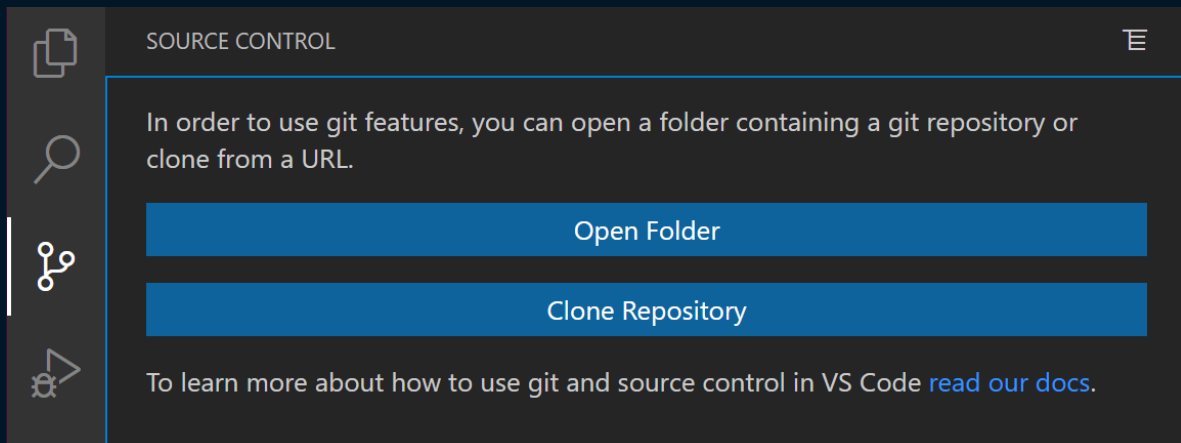 SOURCE CONTROL
In order to use git features, you can open a folder containing a git repository or
clone from a URL.
Open Folder
Clone Repository
To learn more about how to use git and source control in VS Code read our docs.